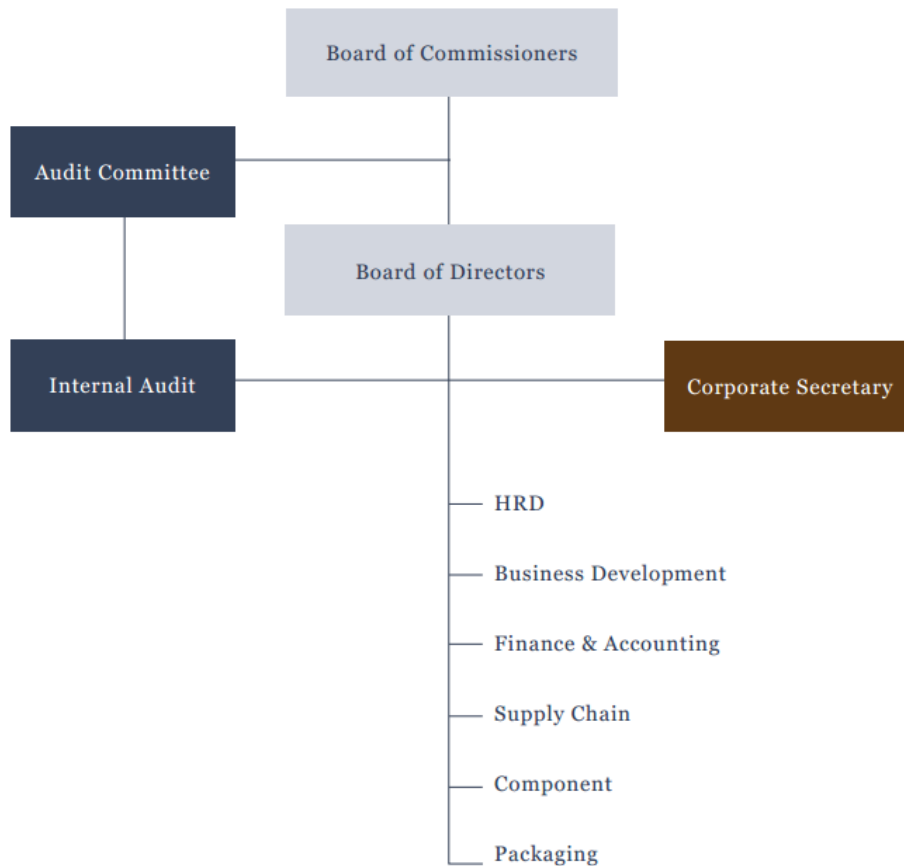 Board of Commissioners
Audit Committee
Board of Directors
Internal Audit
Corporate Secretary
HRD
Business Development
Finance & Accounting
Supply Chain
Component
Packaging